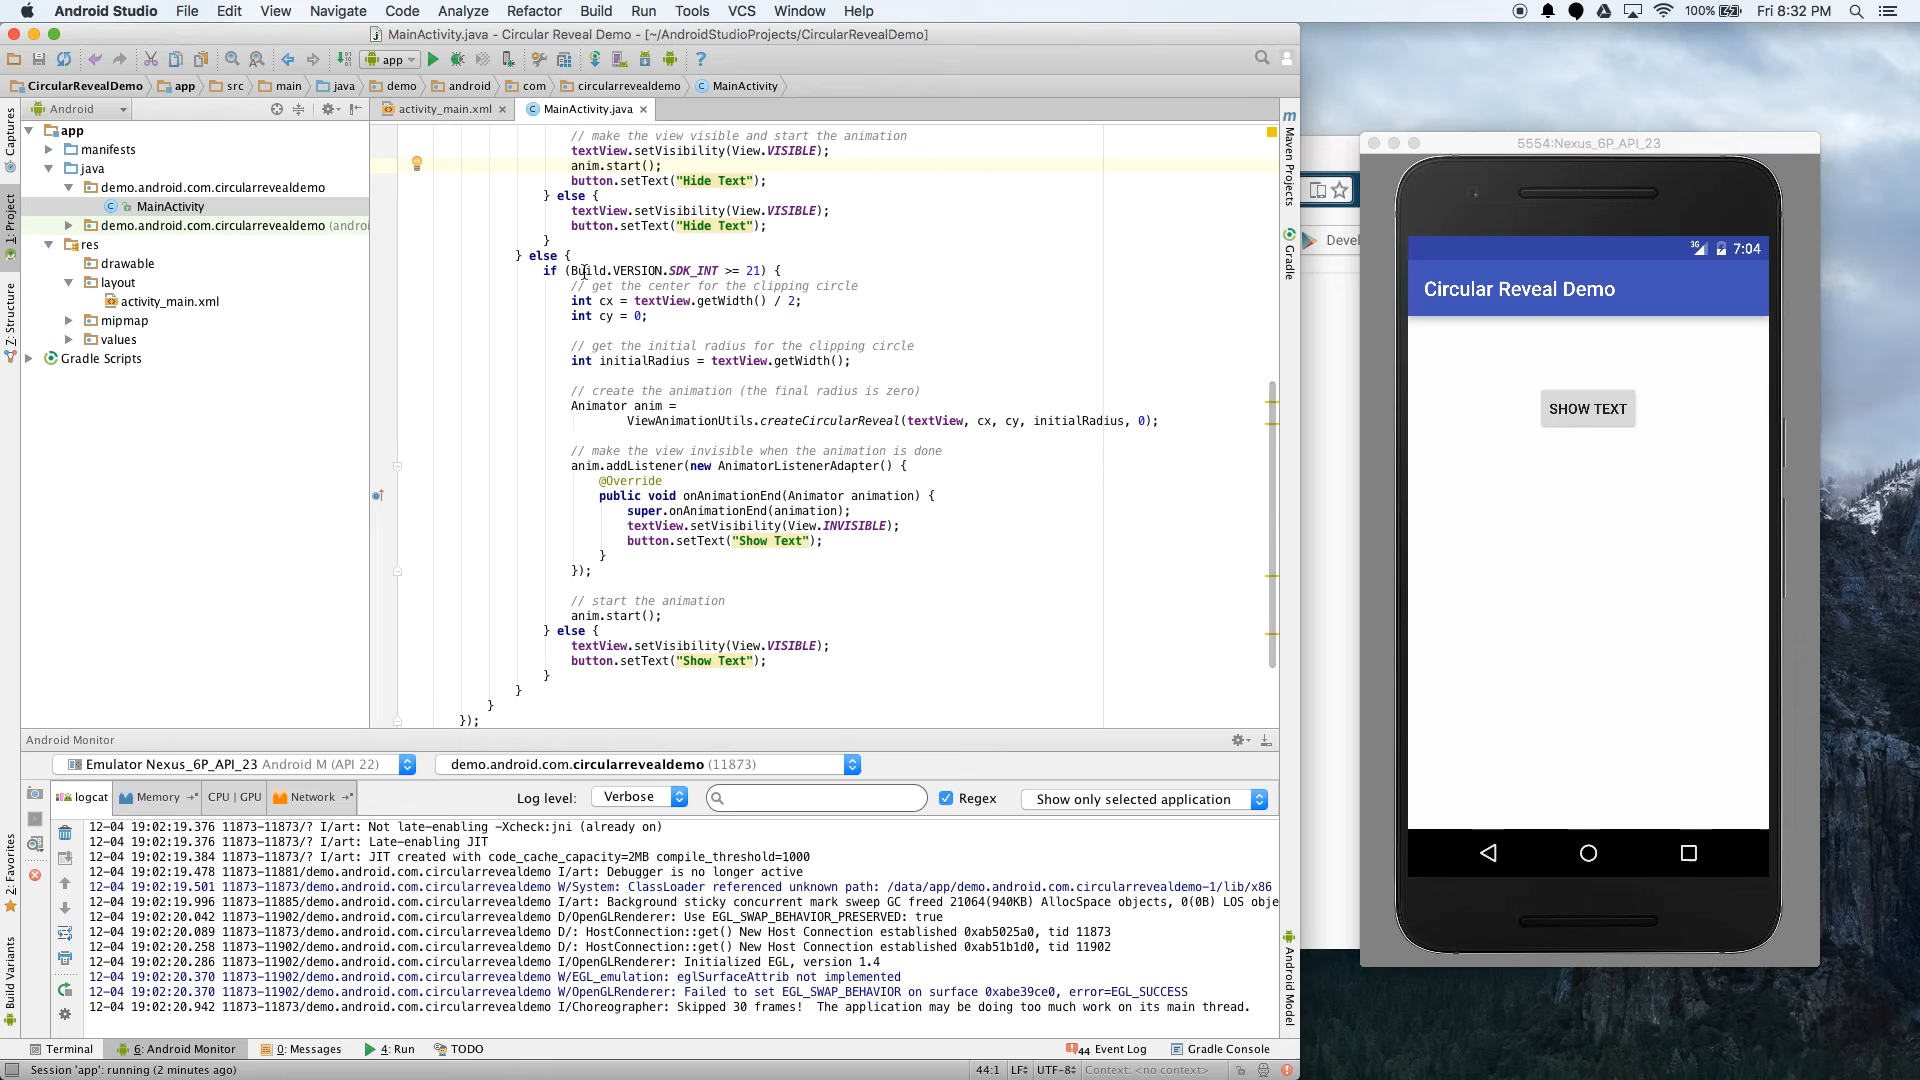 Android Studio File Edit View Navigate Code Analyze Refactor Build Run Tools VCS Window Help 100% Fri 8:32 PM
MainActivity.java - Circular Reveal Demo - [~/AndroidStudioProjects/CircularRevealDemo]
app
CircularRevealDemo app src main java demo android com circularrevealdemo MainActivity
Android
activity_main.xml MainActivity.java
app
manifests
java
demo.android.com.circularrevealdemo
MainActivity
demo.android.com.circularrevealdemo (androi
res
drawable
layout
activity_main.xml
mipmap
values
Gradle Scripts
Captures
1: Project
Z: Structure
2: Favorites
Build Variants
// make the view visible and start the animation
textView.setVisibility(View.VISIBLE);
anim.start();
button.setText("Hide Text");
} else {
textView.setVisibility(View.VISIBLE);
button.setText("Hide Text");
}
} else {
if (Build.VERSION.SDK_INT >= 21) {
// get the center for the clipping circle
int cx = textView.getWidth() / 2;
int cy = 0;
// get the initial radius for the clipping circle
int initialRadius = textView.getWidth();
// create the animation (the final radius is zero)
Animator anim =
ViewAnimationUtils.createCircularReveal(textView, cx, cy, initialRadius, 0);
// make the view invisible when the animation is done
anim.addListener(new AnimatorListenerAdapter() {
@Override
public void onAnimationEnd(Animator animation) {
super.onAnimationEnd(animation);
textView.setVisibility(View.INVISIBLE);
button.setText("Show Text");
}
});
// start the animation
anim.start();
} else {
textView.setVisibility(View.VISIBLE);
button.setText("Show Text");
}
}
}
});
m Maven Projects
Gradle
Android Model
Devel
5554:Nexus_6P_API_23
3G 7:04
Circular Reveal Demo
SHOW TEXT
Android Monitor
Emulator Nexus_6P_API_23 Android M (API 22) demo.android.com.circularrevealdemo (11873)
logcat Memory CPU | GPU Network Log level: Verbose Regex Show only selected application
12-04 19:02:19.376 11873-11873/? I/art: Not late-enabling -Xcheck:jni (already on)
12-04 19:02:19.376 11873-11873/? I/art: Late-enabling JIT
12-04 19:02:19.384 11873-11873/? I/art: JIT created with code_cache_capacity=2MB compile_threshold=1000
12-04 19:02:19.478 11873-11881/demo.android.com.circularrevealdemo I/art: Debugger is no longer active
12-04 19:02:19.501 11873-11873/demo.android.com.circularrevealdemo W/System: ClassLoader referenced unknown path: /data/app/demo.android.com.circularrevealdemo-1/lib/x86
12-04 19:02:19.996 11873-11885/demo.android.com.circularrevealdemo I/art: Background sticky concurrent mark sweep GC freed 21064(940KB) AllocSpace objects, 0(0B) LOS obje
12-04 19:02:20.042 11873-11902/demo.android.com.circularrevealdemo D/OpenGLRenderer: Use EGL_SWAP_BEHAVIOR_PRESERVED: true
12-04 19:02:20.089 11873-11873/demo.android.com.circularrevealdemo D/: HostConnection::get() New Host Connection established 0xab5025a0, tid 11873
12-04 19:02:20.258 11873-11902/demo.android.com.circularrevealdemo D/: HostConnection::get() New Host Connection established 0xab51b1d0, tid 11902
12-04 19:02:20.286 11873-11902/demo.android.com.circularrevealdemo I/OpenGLRenderer: Initialized EGL, version 1.4
12-04 19:02:20.370 11873-11902/demo.android.com.circularrevealdemo W/EGL_emulation: eglSurfaceAttrib not implemented
12-04 19:02:20.370 11873-11902/demo.android.com.circularrevealdemo W/OpenGLRenderer: Failed to set EGL_SWAP_BEHAVIOR on surface 0xabe39ce0, error=EGL_SUCCESS
12-04 19:02:20.942 11873-11873/demo.android.com.circularrevealdemo I/Choreographer: Skipped 30 frames!  The application may be doing too much work on its main thread.
Terminal 6: Android Monitor 0: Messages 4: Run TODO 44 Event Log Gradle Console
Session 'app': running (2 minutes ago) 44:1 LF UTF-8 Context: <no context>